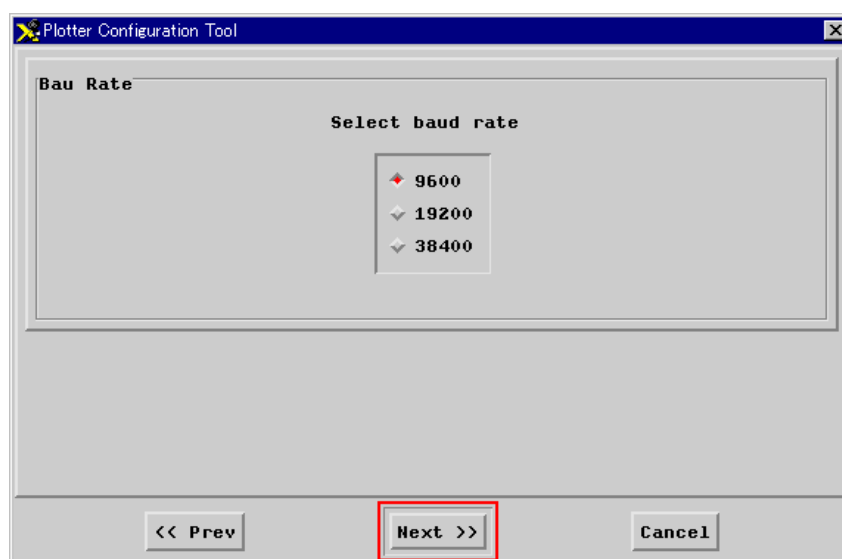 Plotter Configuration Tool
Bau Rate
Select baud rate
9600
19200
38400
<< Prev
Next >>
Cancel